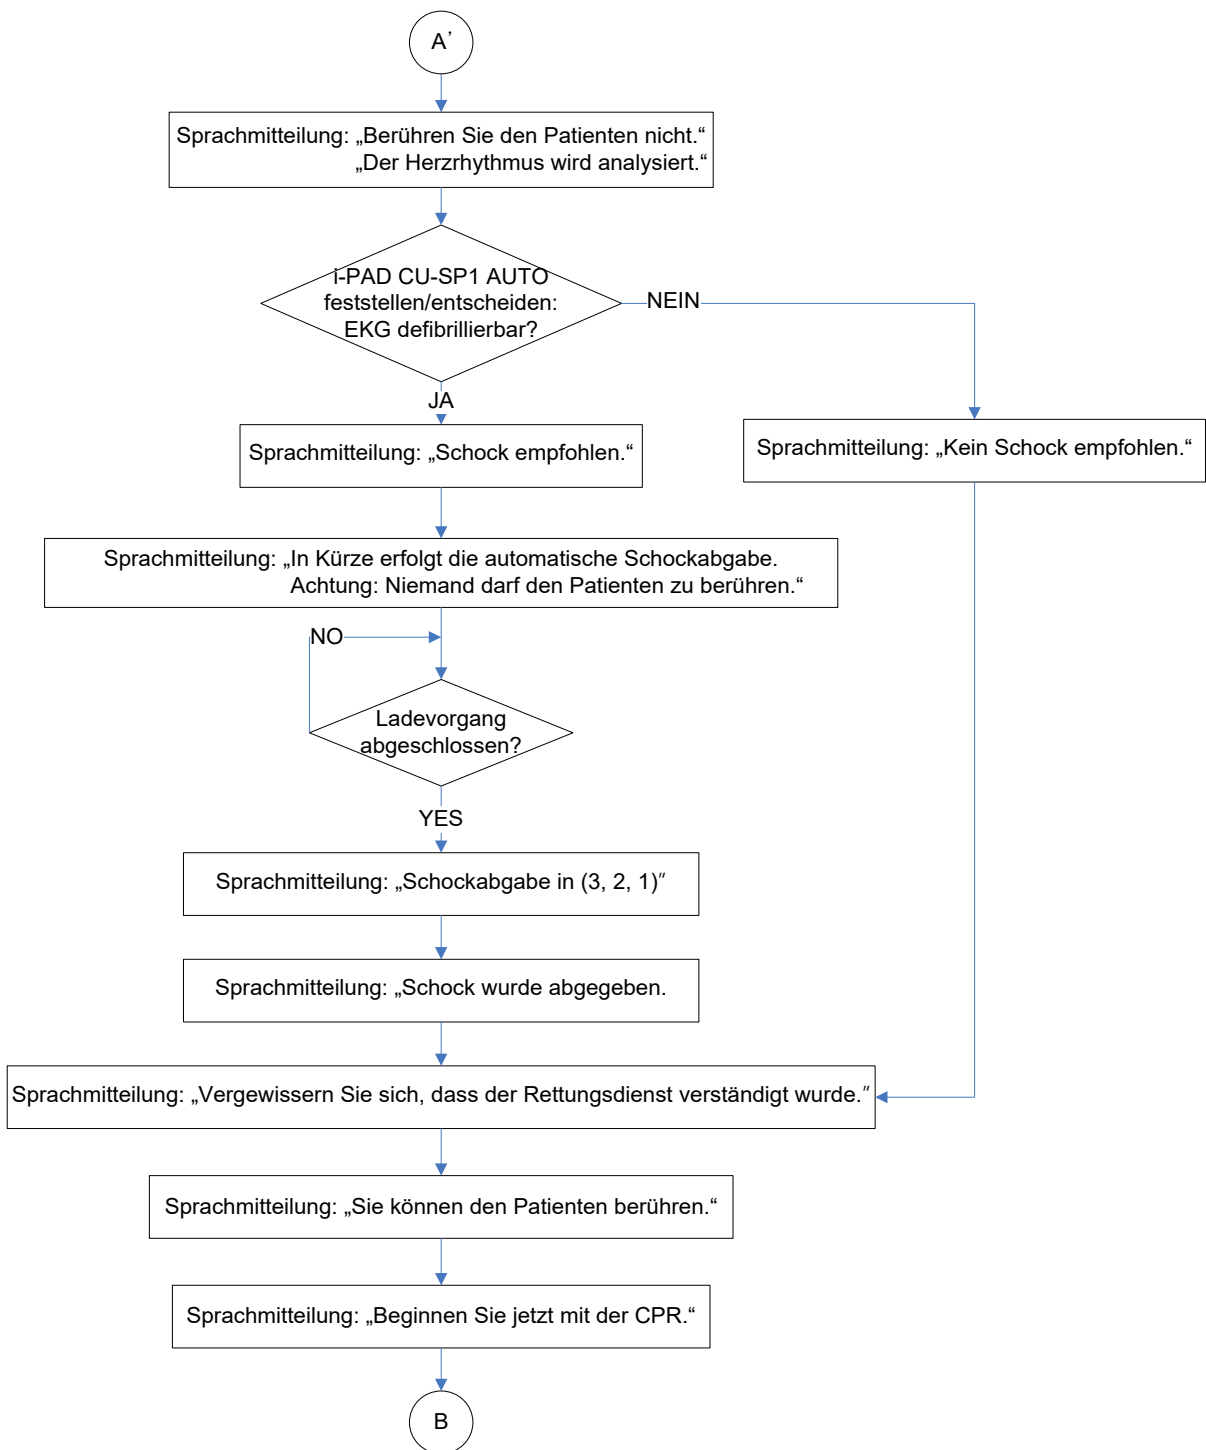 A’
Sprachmitteilung: „Berühren Sie den Patienten nicht.“
„Der Herzrhythmus wird analysiert.“
i-PAD CU-SP1 AUTO
feststellen/entscheiden:
EKG defibrillierbar?
NEIN
JA
Sprachmitteilung: „Schock empfohlen.“
Sprachmitteilung: „Kein Schock empfohlen.“
Sprachmitteilung: „In Kürze erfolgt die automatische Schockabgabe.
Achtung: Niemand darf den Patienten zu berühren.“
NO
Ladevorgang
abgeschlossen?
YES
Sprachmitteilung: „Schockabgabe in (3, 2, 1)″
Sprachmitteilung: „Schock wurde abgegeben.
Sprachmitteilung: „Vergewissern Sie sich, dass der Rettungsdienst verständigt wurde.″
Sprachmitteilung: „Sie können den Patienten berühren.“
Sprachmitteilung: „Beginnen Sie jetzt mit der CPR.“
B